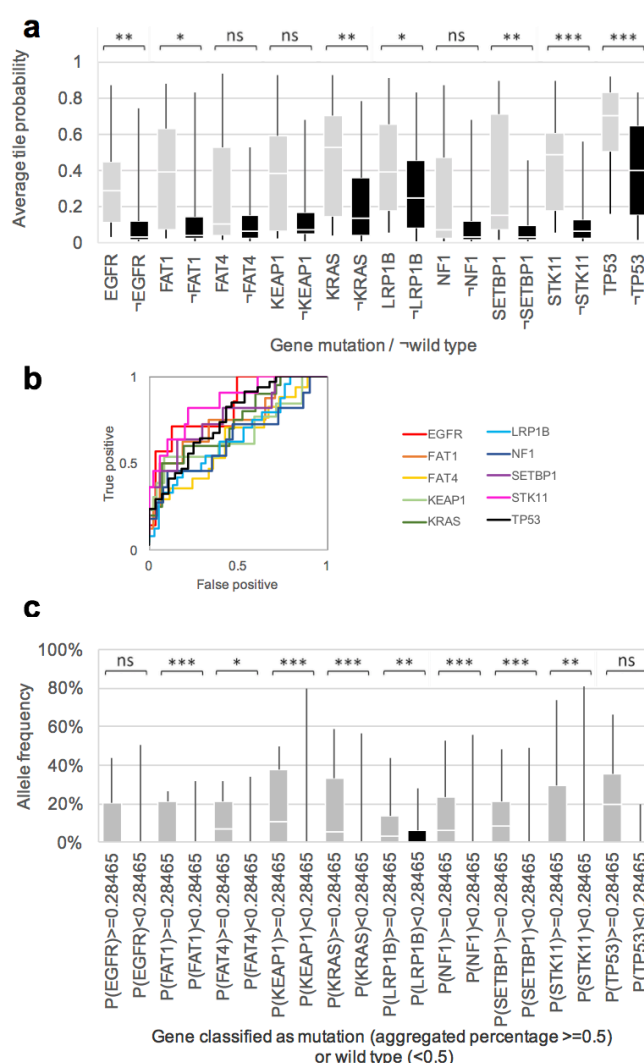 a
** * ns ns ** * ns ** *** ***
1
0.8
0.6
0.4
0.2
0
Average tile probability
EGFR
¬EGFR
FAT1
¬FAT1
FAT4
¬FAT4
KEAP1
¬KEAP1
KRAS
¬KRAS
LRP1B
¬LRP1B
NF1
¬NF1
SETBP1
¬SETBP1
STK11
¬STK11
TP53
¬TP53
Gene mutation / ¬wild type
b
1
0.5
0
True positive
0 0.5 1
False positive
EGFR
FAT1
FAT4
KEAP1
KRAS
LRP1B
NF1
SETBP1
STK11
TP53
c
ns *** * *** *** ** *** *** ** ns
100%
80%
60%
40%
20%
0%
Allele frequency
P(EGFR)>=0.28465
P(EGFR)<0.28465
P(FAT1)>=0.28465
P(FAT1)<0.28465
P(FAT4)>=0.28465
P(FAT4)<0.28465
P(KEAP1)>=0.28465
P(KEAP1)<0.28465
P(KRAS)>=0.28465
P(KRAS)<0.28465
P(LRP1B)>=0.28465
P(LRP1B)<0.28465
P(NF1)>=0.28465
P(NF1)<0.28465
P(SETBP1)>=0.28465
P(SETBP1)<0.28465
P(STK11)>=0.28465
P(STK11)<0.28465
P(TP53)>=0.28465
P(TP53)<0.28465
Gene classified as mutation (aggregated percentage >=0.5)
or wild type (<0.5)